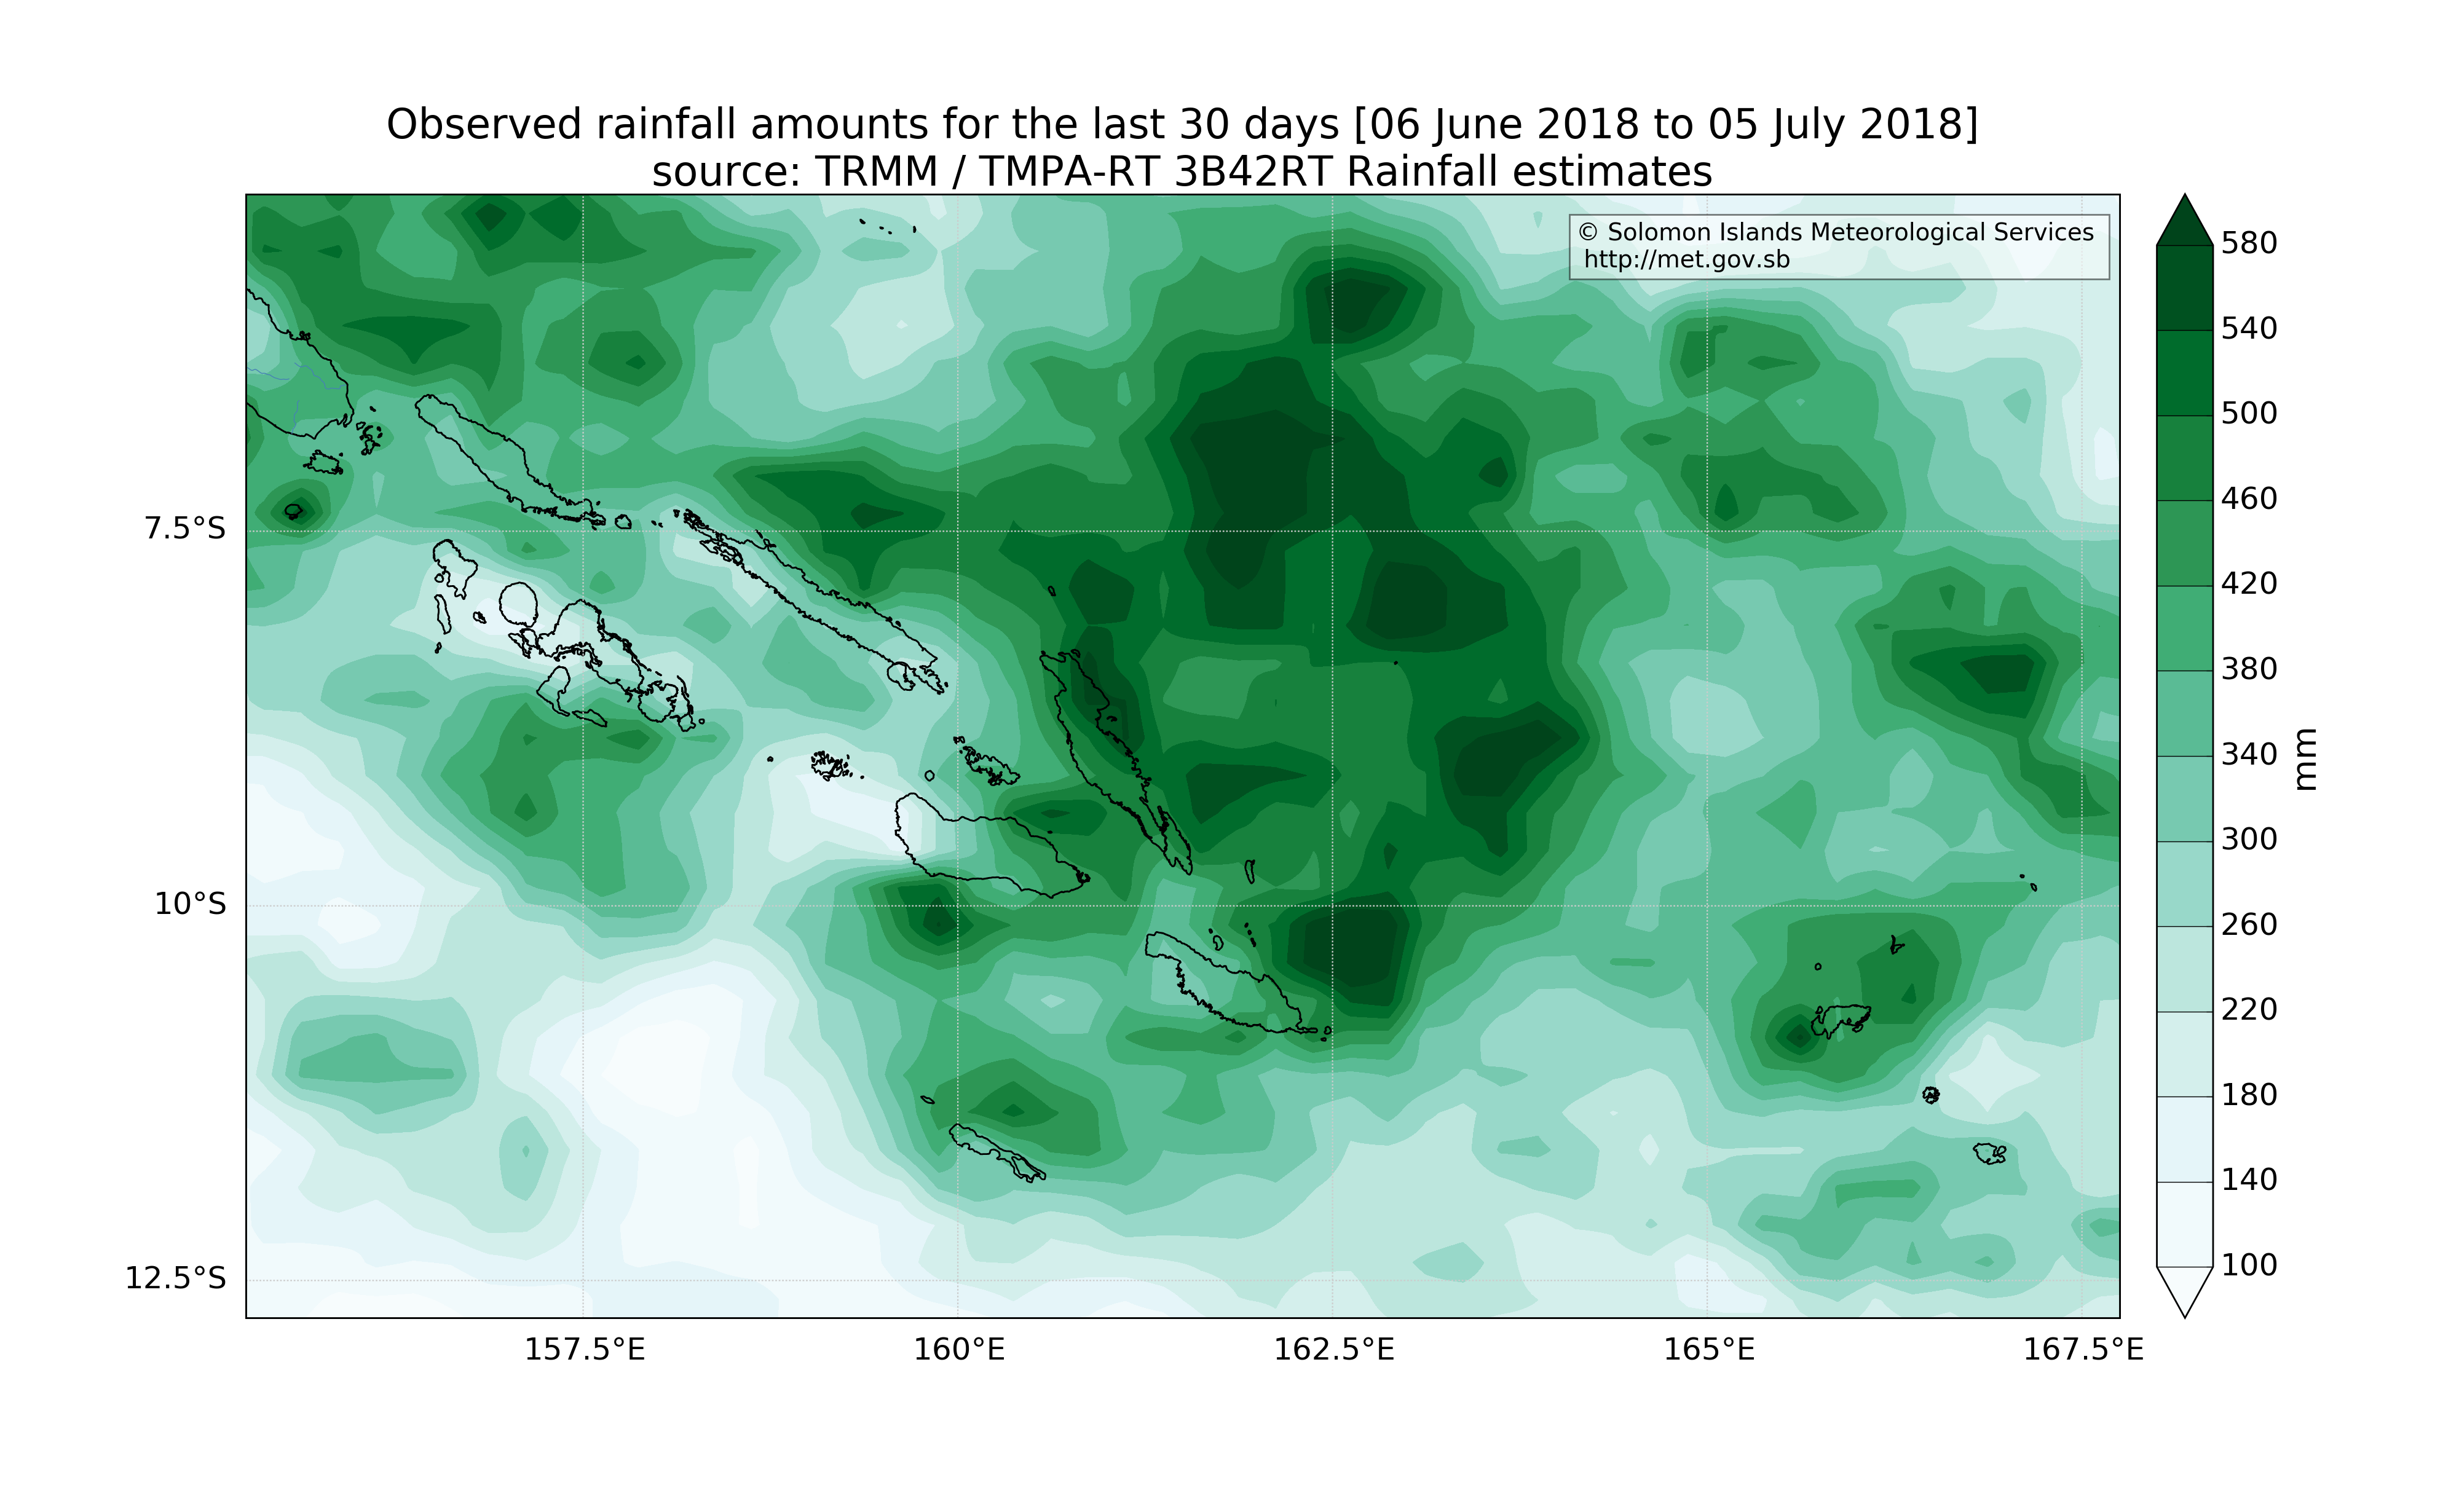 Observed rainfall amounts for the last 30 days [06 June 2018 to 05 July 2018]
source: TRMM / TMPA-RT 3B42RT Rainfall estimates
© Solomon Islands Meteorological Services
http://met.gov.sb
7.5°S
10°S
12.5°S
157.5°E
160°E
162.5°E
165°E
167.5°E
580
540
500
460
420
380
340
300
260
220
180
140
100
mm